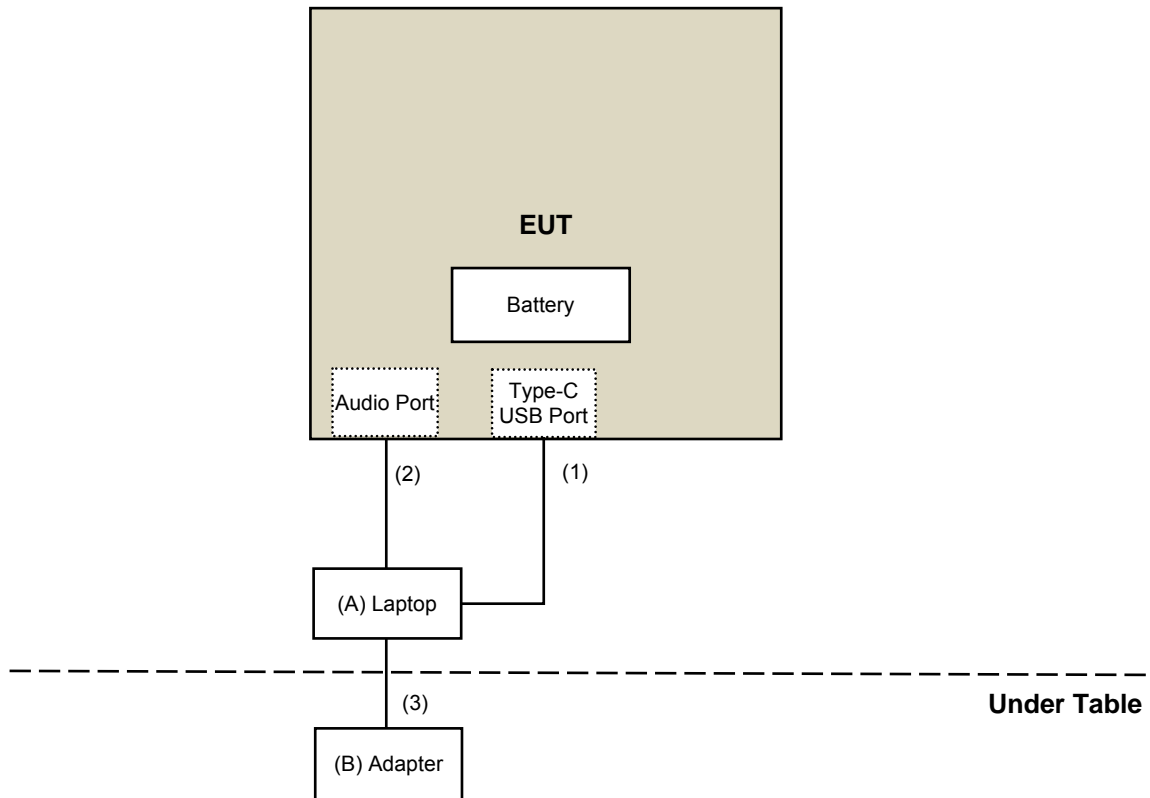 EUT
Battery
Audio Port
Type-C
USB Port
(2)
(1)
(A) Laptop
(3)
Under Table
(B) Adapter